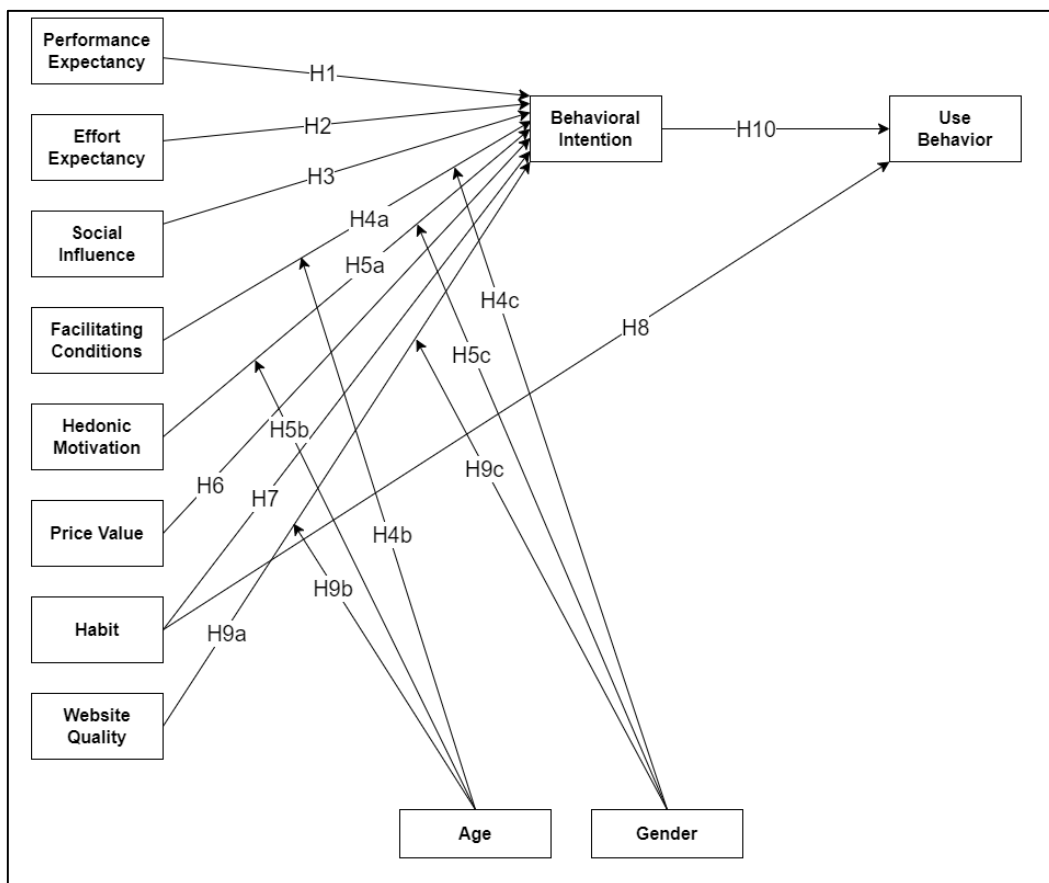 Performance
Expectancy
H1
Effort
Expectancy
H2
Behavioral
Intention
H10
Use
Behavior
Social
Influence
H3
H4a
H5a
Facilitating
Conditions
H4c
H8
H5c
Hedonic
Motivation
H5b
H9c
Price Value
H6
H7
H4b
H9b
Habit
H9a
Website
Quality
Age
Gender